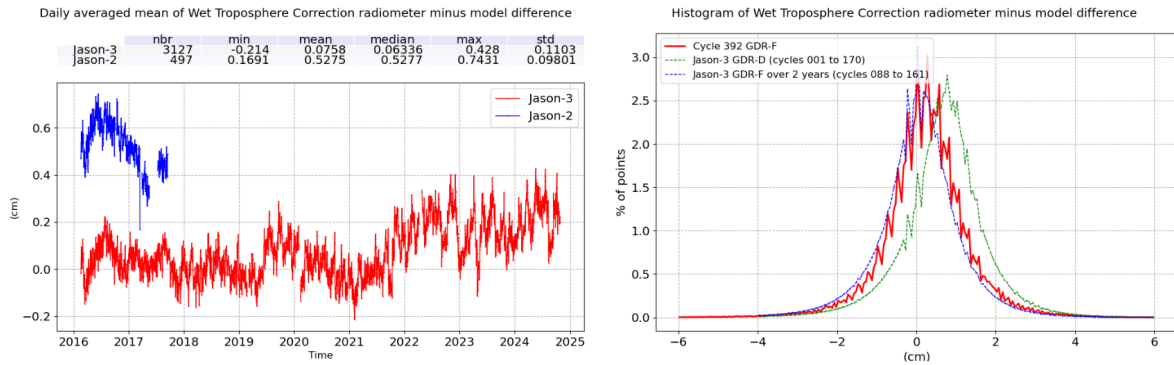 Daily averaged mean of Wet Troposphere Correction radiometer minus model difference
nbr min mean median max std
Jason-3 3127 -0.214 0.0758 0.06336 0.428 0.1103
Jason-2 497 0.1691 0.5275 0.5277 0.7431 0.09801
Jason-3
Jason-2
0.6
0.4
0.2
0.0
−0.2
(cm)
2016 2017 2018 2019 2020 2021 2022 2023 2024 2025
Time
Histogram of Wet Troposphere Correction radiometer minus model difference
Cycle 392 GDR-F
Jason-3 GDR-D (cycles 001 to 170)
Jason-3 GDR-F over 2 years (cycles 088 to 161)
3.0
2.5
2.0
1.5
1.0
0.5
0.0
% of points
−6 −4 −2 0 2 4 6
(cm)